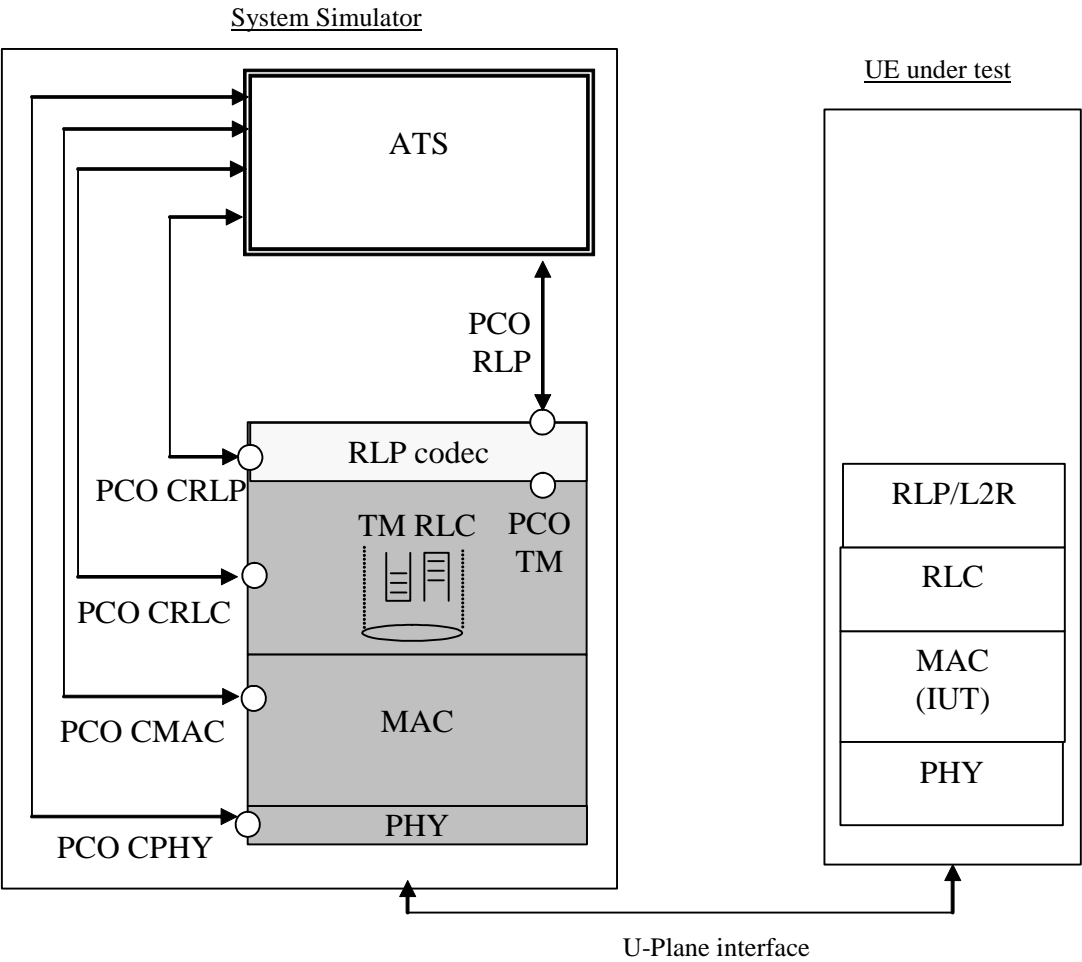 System Simulator
UE under test
ATS
PCO
RLP
RLP codec
PCO CRLP
TM RLC
PCO
TM
PCO CRLC
MAC
PCO CMAC
PHY
PCO CPHY
RLP/L2R
RLC
MAC
(IUT)
PHY
U-Plane interface